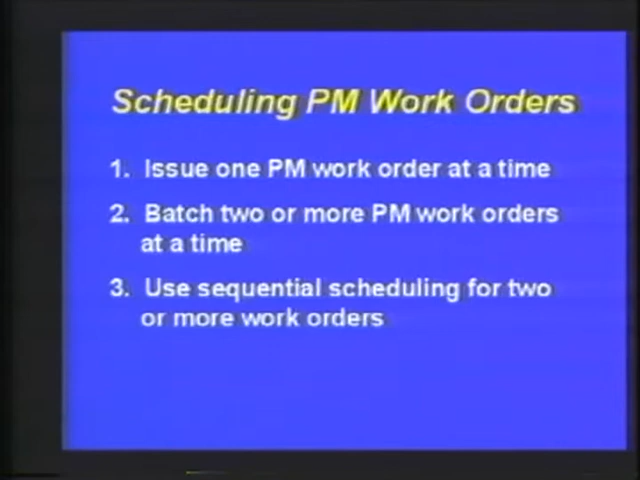 Scheduling PM Work Orders
1. Issue one PM work order at a time
2. Batch two or more PM work orders
at a time
3. Use sequential scheduling for two
or more work orders